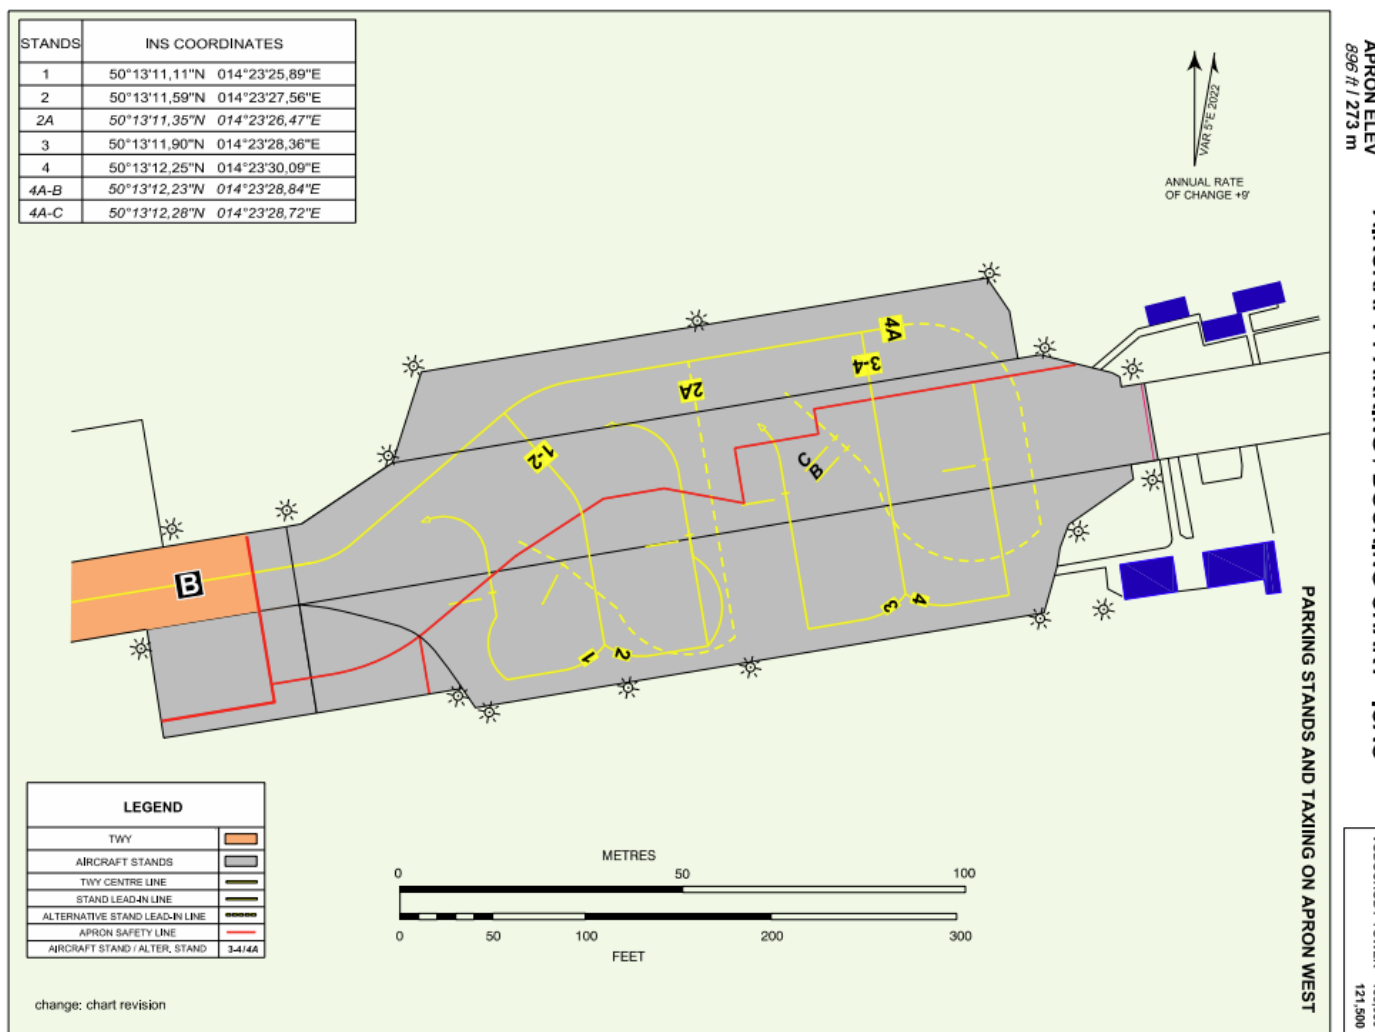 STANDS INS COORDINATES
1 50°13'11,11"N 014°23'25,89"E
2 50°13'11,59"N 014°23'27,56"E
2A 50°13'11,35"N 014°23'26,47"E
3 50°13'11,90"N 014°23'28,36"E
4 50°13'12,25"N 014°23'30,09"E
4A-B 50°13'12,23"N 014°23'28,84"E
4A-C 50°13'12,28"N 014°23'28,72"E
VAR 5°E 2022
ANNUAL RATE
OF CHANGE +9'
APRON ELEV
896 ft / 273 m
4A
3-4
2A
1-2
C
B
B
1
2
3
4
PARKING STANDS AND TAXIING ON APRON WEST
LEGEND
TWY
AIRCRAFT STANDS
TWY CENTRE LINE
STAND LEAD-IN LINE
ALTERNATIVE STAND LEAD-IN LINE
APRON SAFETY LINE
AIRCRAFT STAND / ALTER. STAND 3-4/4A
METRES
0 50 100
0 50 100 200 300
FEET
change: chart revision
121,500